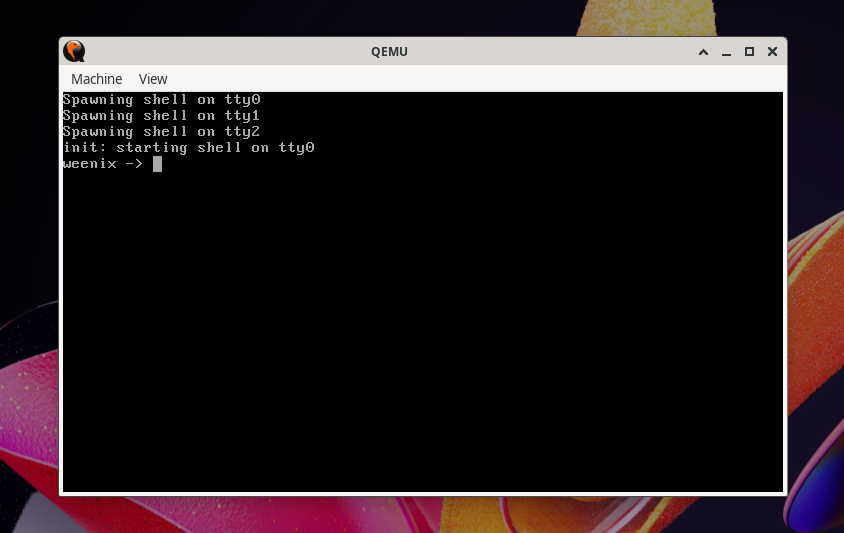 QEMU
Machine View
Spawning shell on tty0
Spawning shell on tty1
Spawning shell on tty2
init: starting shell on tty0
weenix ->